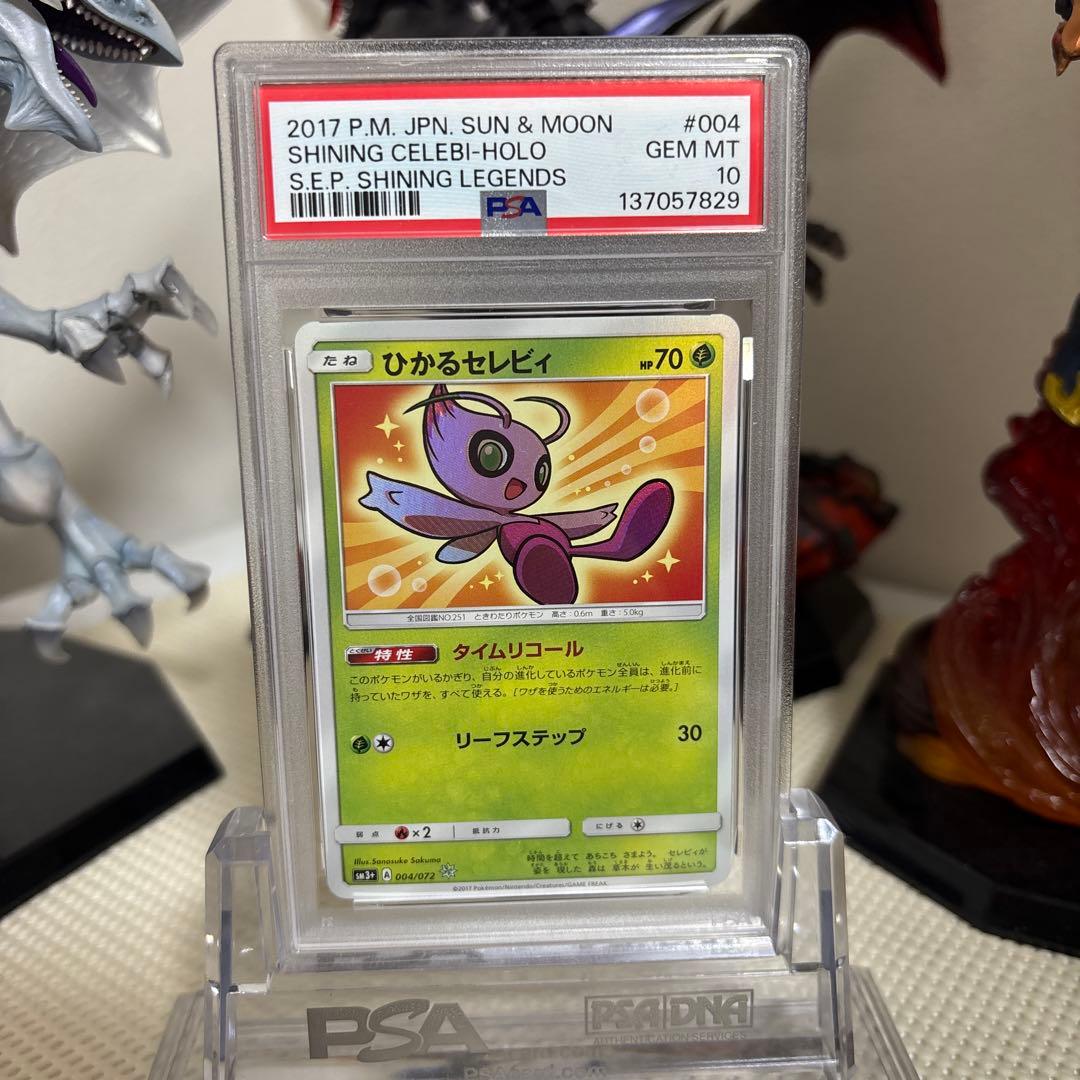 2017 P.M. JPN. SUN & MOON #004
SHINING CELEBI-HOLO GEM MT
S.E.P. SHINING LEGENDS 10
PSA 137057829
たね ひかるセレビィ HP70
全国図鑑NO.251 ときわたりポケモン 高さ:0.6m 重さ:5.0kg
とくせい 特性 タイムリコール
このポケモンがいるかぎり、自分の進化しているポケモン全員は、進化前に
持っていたワザを、すべて使える。[ワザを使うためのエネルギーは必要。]
リーフステップ 30
弱点 ×2 抵抗力 にげる
Illus.Sanosuke Sakuma
時間を超えて あちこち さまよう。 セレビィが
姿を 現した 森は 草木が 生い茂るという。
SM3+ A 004/072
©2017 Pokémon/Nintendo/Creatures/GAME FREAK
PSA PSA DNA
AUTHENTICATION SERVICES